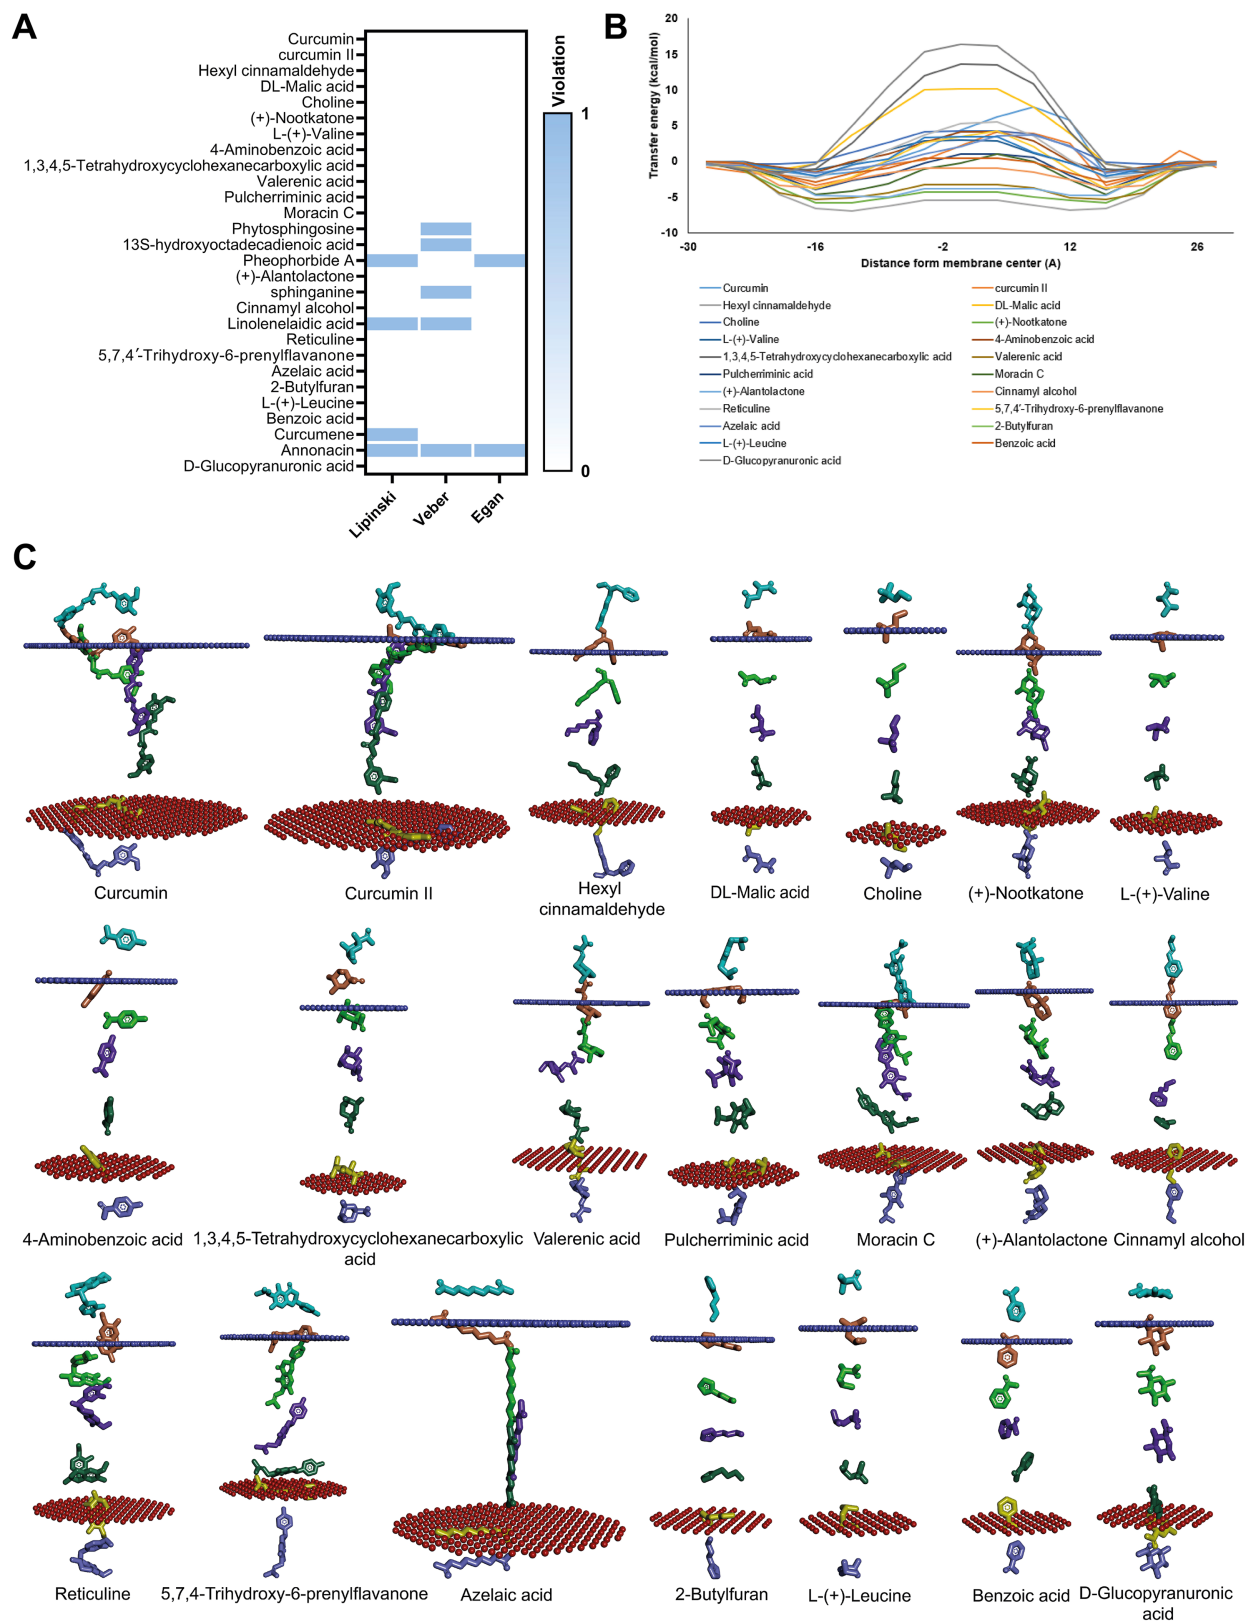 A
Curcumin
curcumin II
Hexyl cinnamaldehyde
DL-Malic acid
Choline
(+)-Nootkatone
L-(+)-Valine
4-Aminobenzoic acid
1,3,4,5-Tetrahydroxycyclohexanecarboxylic acid
Valerenic acid
Pulcherriminic acid
Moracin C
Phytosphingosine
13S-hydroxyoctadecadienoic acid
Pheophorbide A
(+)-Alantolactone
sphinganine
Cinnamyl alcohol
Linolenelaidic acid
Reticuline
5,7,4′-Trihydroxy-6-prenylflavanone
Azelaic acid
2-Butylfuran
L-(+)-Leucine
Benzoic acid
Curcumene
Annonacin
D-Glucopyranuronic acid
Lipinski
Veber
Egan
Violation
1
0
B
Transfer energy (kcal/mol)
20
15
10
5
0
-5
-10
-30
-16
-2
12
26
Distance form membrane center (A)
Curcumin
curcumin II
Hexyl cinnamaldehyde
DL-Malic acid
Choline
(+)-Nootkatone
L-(+)-Valine
4-Aminobenzoic acid
1,3,4,5-Tetrahydroxycyclohexanecarboxylic acid
Valerenic acid
Pulcherriminic acid
Moracin C
(+)-Alantolactone
Cinnamyl alcohol
Reticuline
5,7,4′-Trihydroxy-6-prenylflavanone
Azelaic acid
2-Butylfuran
L-(+)-Leucine
Benzoic acid
D-Glucopyranuronic acid
C
Curcumin
Curcumin II
Hexyl
cinnamaldehyde
DL-Malic acid
Choline
(+)-Nootkatone
L-(+)-Valine
4-Aminobenzoic acid
1,3,4,5-Tetrahydroxycyclohexanecarboxylic
acid
Valerenic acid
Pulcherriminic acid
Moracin C
(+)-Alantolactone
Cinnamyl alcohol
Reticuline
5,7,4-Trihydroxy-6-prenylflavanone
Azelaic acid
2-Butylfuran
L-(+)-Leucine
Benzoic acid
D-Glucopyranuronic
acid